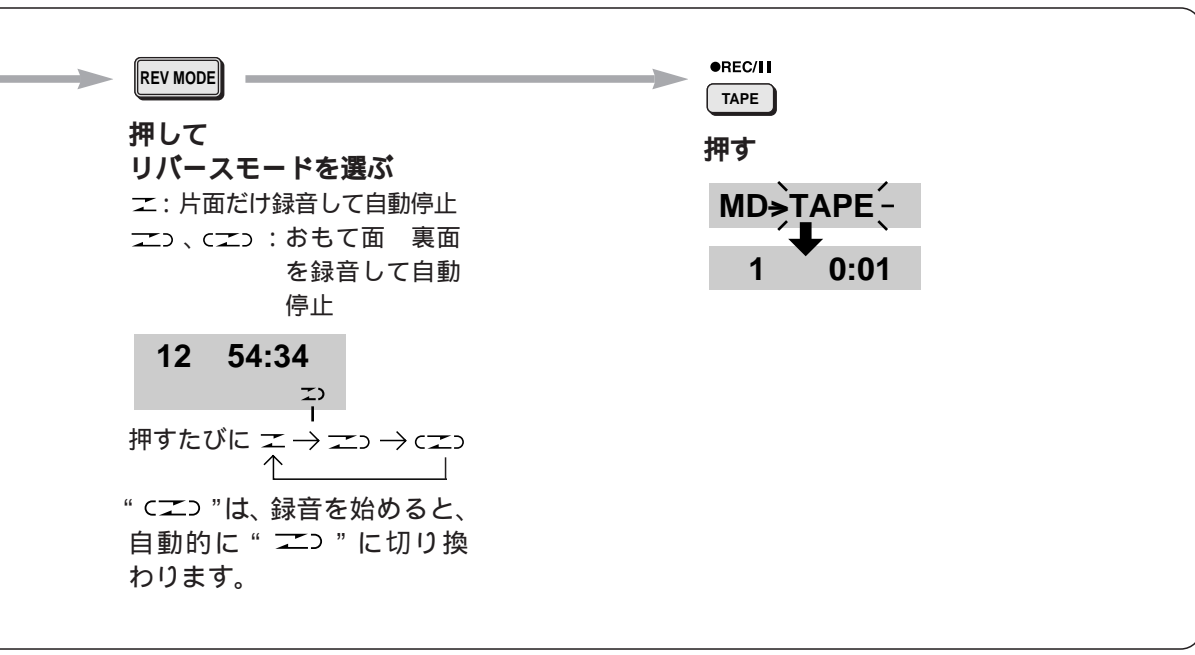 REV MODE
押して
リバースモードを選ぶ
: 片面だけ録音して自動停止
、 : おもて面 裏面
を録音して自動
停止
12 54:34
押すたびに → →
“ ”は、録音を始めると、
自動的に“ ”に切り換
わります。
●REC/❙❙
TAPE
押す
MD>TAPE
1 0:01